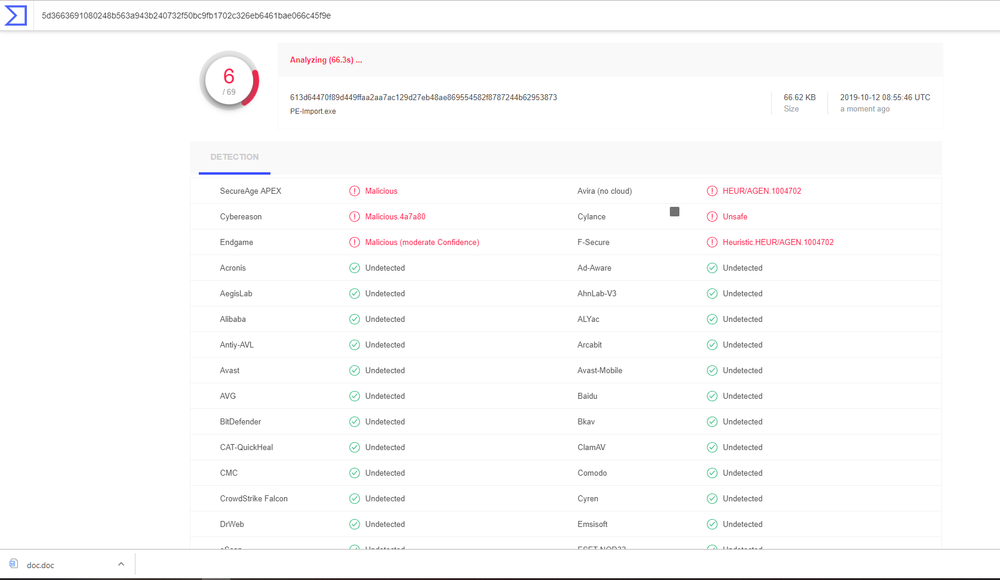 5d3663691080248b563a943b240732f50bc9fb1702c326eb6461bae066c45f9e
6
/ 69
Analyzing (66.3s) ...
613d64470f89d449ffaa2aa7ac129d27eb48ae869554582f8787244b62953873
PE-Import.exe
66.62 KB
Size
2019-10-12 08:55:46 UTC
a moment ago
DETECTION
SecureAge APEX Malicious Avira (no cloud) HEUR/AGEN.1004702
Cybereason Malicious.4a7a80 Cylance Unsafe
Endgame Malicious (moderate Confidence) F-Secure Heuristic.HEUR/AGEN.1004702
Acronis Undetected Ad-Aware Undetected
AegisLab Undetected AhnLab-V3 Undetected
Alibaba Undetected ALYac Undetected
Antiy-AVL Undetected Arcabit Undetected
Avast Undetected Avast-Mobile Undetected
AVG Undetected Baidu Undetected
BitDefender Undetected Bkav Undetected
CAT-QuickHeal Undetected ClamAV Undetected
CMC Undetected Comodo Undetected
CrowdStrike Falcon Undetected Cyren Undetected
DrWeb Undetected Emsisoft Undetected
eScan Undetected ESET-NOD32 Undetected
doc.doc